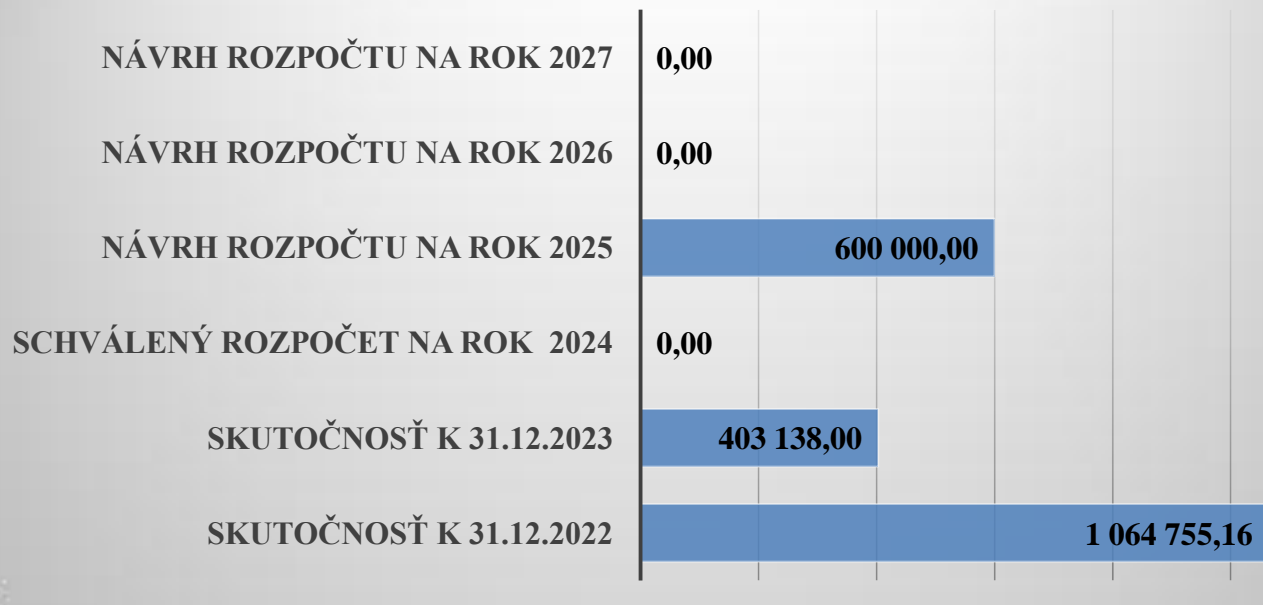 NÁVRH ROZPOČTU NA ROK 2027 0,00
NÁVRH ROZPOČTU NA ROK 2026 0,00
NÁVRH ROZPOČTU NA ROK 2025 600 000,00
SCHVÁLENÝ ROZPOČET NA ROK  2024 0,00
SKUTOČNOSŤ K 31.12.2023 403 138,00
SKUTOČNOSŤ K 31.12.2022 1 064 755,16